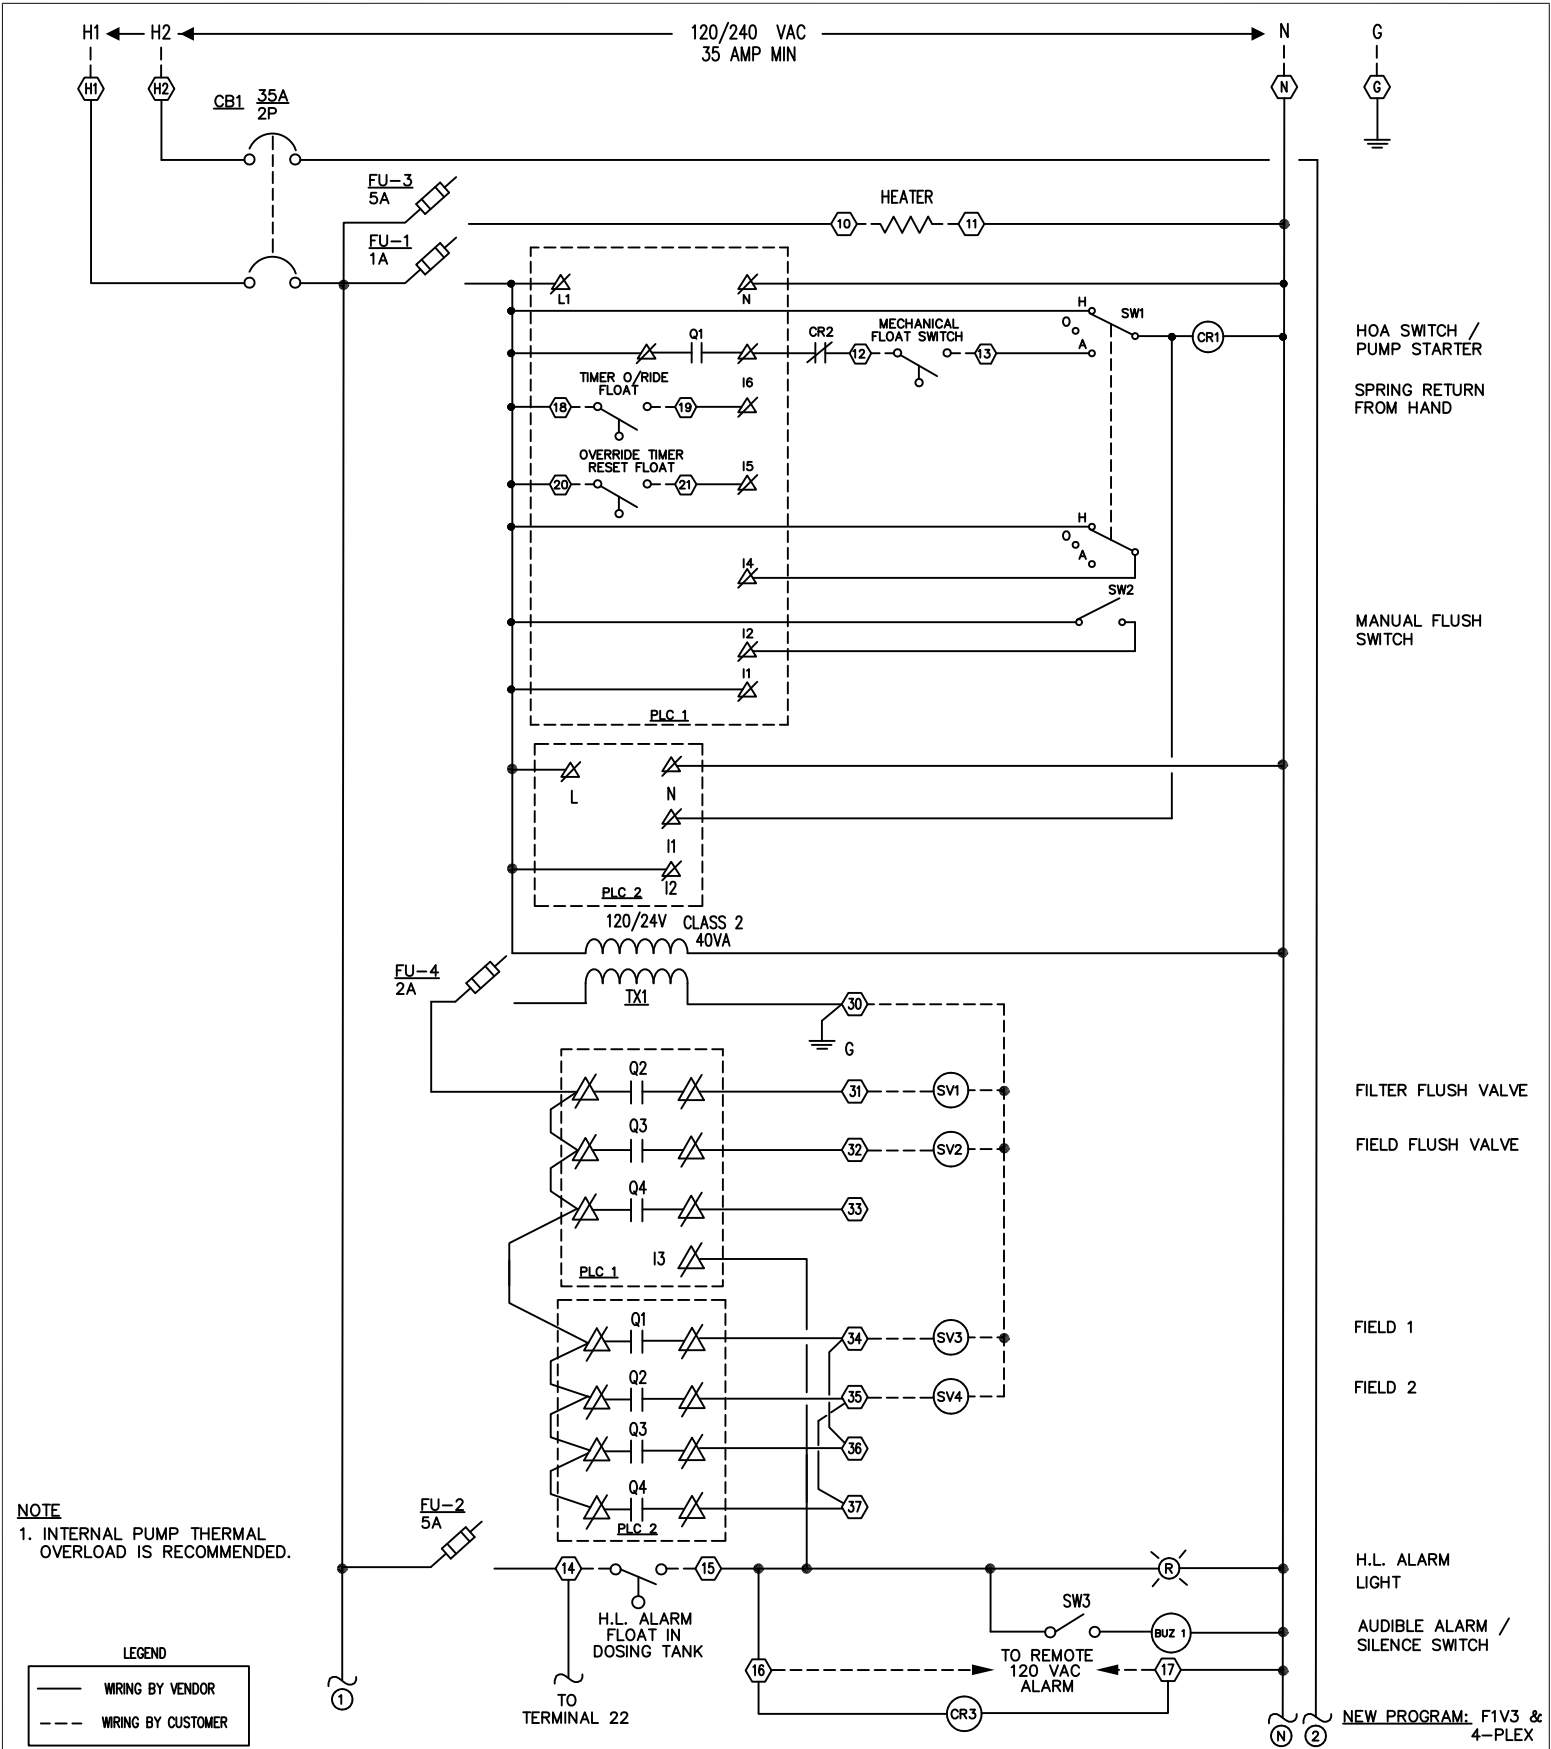 H1 H2 120/240 VAC N G
35 AMP MIN
H1 H2 N G
CB1 35A
2P
FU-3
5A
HEATER
10 11
FU-1
1A
L1 N
H SW1
O
A
CR1
HOA SWITCH /
PUMP STARTER
Q1 CR2 MECHANICAL
FLOAT SWITCH
12 13
SPRING RETURN
FROM HAND
TIMER O/RIDE
FLOAT
I6
18 19
OVERRIDE TIMER
RESET FLOAT
I5
20 21
H
O
A
I4
SW2
MANUAL FLUSH
SWITCH
I2
I1
PLC 1
L N
I1
I2
PLC 2
120/24V CLASS 2
40VA
FU-4
2A
TX1
30
G
Q2
31 SV1
FILTER FLUSH VALVE
Q3
32 SV2
FIELD FLUSH VALVE
Q4
33
I3
PLC 1
Q1
34 SV3
FIELD 1
Q2
35 SV4
FIELD 2
Q3
36
Q4
37
PLC 2
NOTE
1. INTERNAL PUMP THERMAL
OVERLOAD IS RECOMMENDED.
FU-2
5A
14 15
R
H.L. ALARM
LIGHT
H.L. ALARM
FLOAT IN
DOSING TANK
SW3
BUZ 1
AUDIBLE ALARM /
SILENCE SWITCH
16 TO REMOTE
120 VAC
ALARM
17
CR3
TO
TERMINAL 22
LEGEND
WIRING BY VENDOR
WIRING BY CUSTOMER
1
N 2
NEW PROGRAM: F1V3 &
4-PLEX